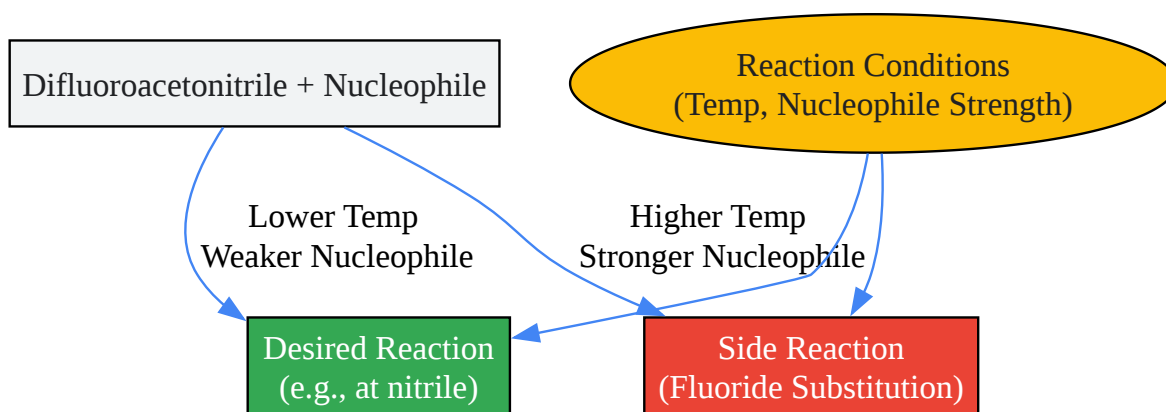 Difluoroacetonitrile + Nucleophile
Reaction Conditions
(Temp, Nucleophile Strength)
Lower Temp
Weaker Nucleophile
Higher Temp
Stronger Nucleophile
Desired Reaction
(e.g., at nitrile)
Side Reaction
(Fluoride Substitution)